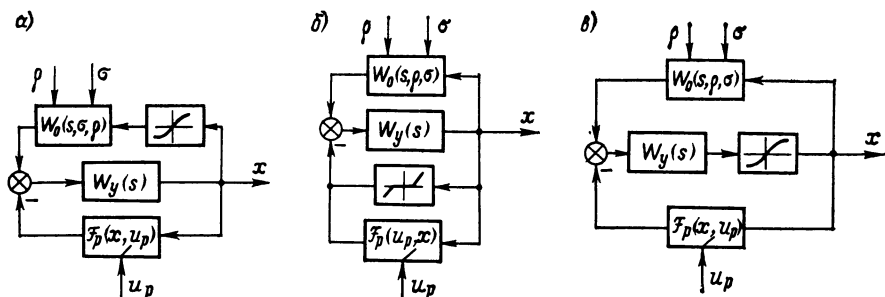 а)
ρ σ
W₀(s,σ,ρ)
W_y(s)
x
−
F_p(x,u_p)
u_p
б)
ρ σ
W₀(s,ρ,σ)
W_y(s)
x
−
F_p(u_p,x)
u_p
в)
ρ σ
W₀(s,ρ,σ)
W_y(s)
x
−
F_p(x,u_p)
u_p